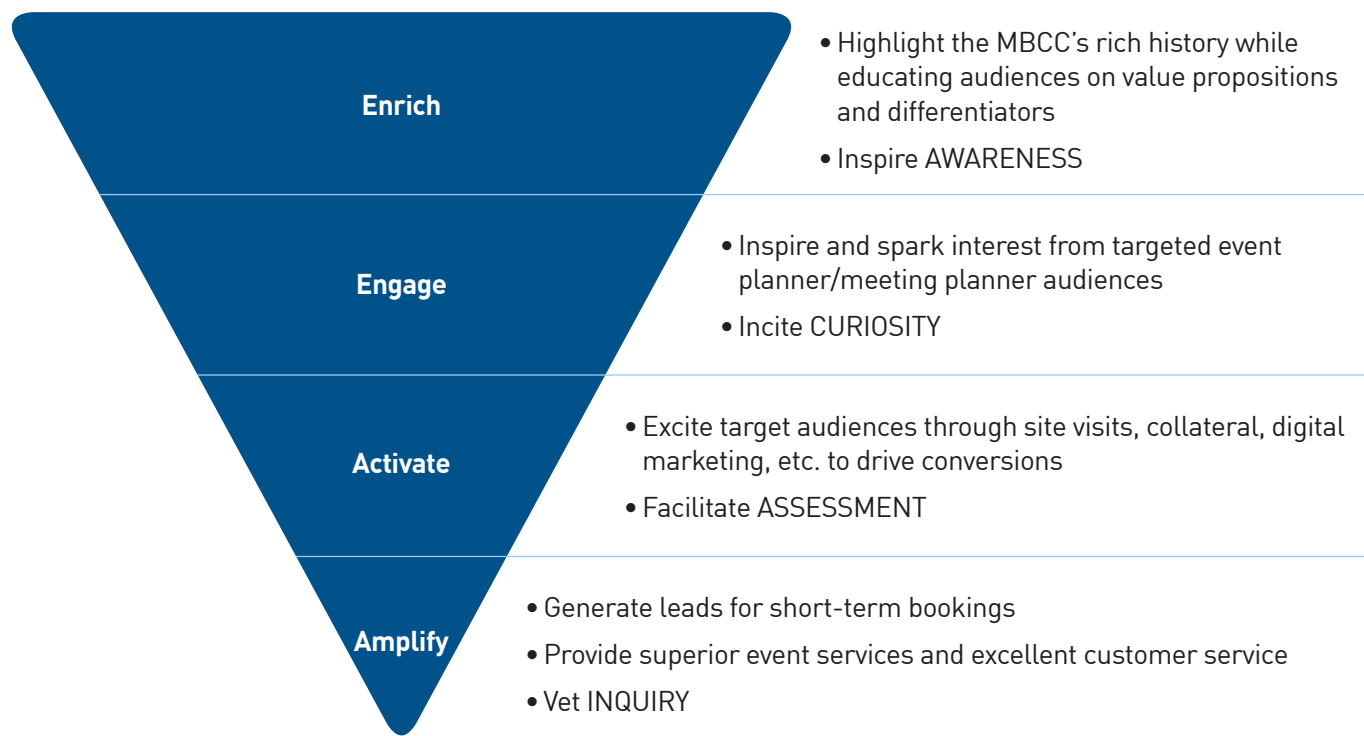 Enrich
• Highlight the MBCC’s rich history while
educating audiences on value propositions
and differentiators
• Inspire AWARENESS
Engage
• Inspire and spark interest from targeted event
planner/meeting planner audiences
• Incite CURIOSITY
Activate
• Excite target audiences through site visits, collateral, digital
marketing, etc. to drive conversions
• Facilitate ASSESSMENT
Amplify
• Generate leads for short-term bookings
• Provide superior event services and excellent customer service
• Vet INQUIRY